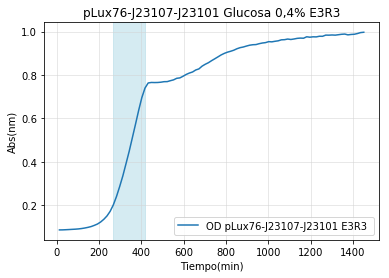 pLux76-J23107-J23101 Glucosa 0,4% E3R3
Abs(nm)
1.0
0.8
0.6
0.4
0.2
OD pLux76-J23107-J23101 E3R3
0 200 400 600 800 1000 1200 1400
Tiempo(min)